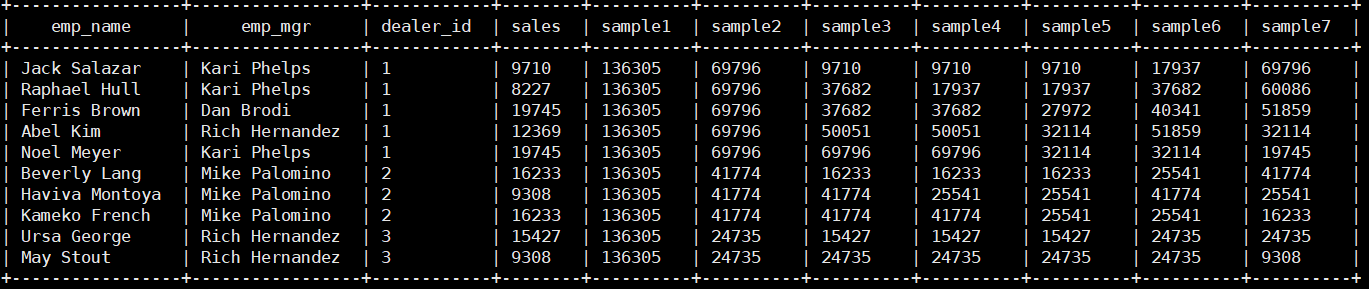 +-----------------+----------------+------------+--------+----------+----------+----------+----------+----------+----------+----------+
|    emp_name     |     emp_mgr    | dealer_id  | sales  | sample1  | sample2  | sample3  | sample4  | sample5  | sample6  | sample7  |
+-----------------+----------------+------------+--------+----------+----------+----------+----------+----------+----------+----------+
| Jack Salazar    | Kari Phelps    | 1          | 9710   | 136305   | 69796    | 9710     | 9710     | 9710     | 17937    | 69796    |
| Raphael Hull    | Kari Phelps    | 1          | 8227   | 136305   | 69796    | 37682    | 17937    | 17937    | 37682    | 60086    |
| Ferris Brown    | Dan Brodi      | 1          | 19745  | 136305   | 69796    | 37682    | 37682    | 27972    | 40341    | 51859    |
| Abel Kim        | Rich Hernandez | 1          | 12369  | 136305   | 69796    | 50051    | 50051    | 32114    | 51859    | 32114    |
| Noel Meyer      | Kari Phelps    | 1          | 19745  | 136305   | 69796    | 69796    | 69796    | 32114    | 32114    | 19745    |
| Beverly Lang    | Mike Palomino  | 2          | 16233  | 136305   | 41774    | 16233    | 16233    | 16233    | 25541    | 41774    |
| Haviva Montoya  | Mike Palomino  | 2          | 9308   | 136305   | 41774    | 41774    | 25541    | 25541    | 41774    | 25541    |
| Kameko French   | Mike Palomino  | 2          | 16233  | 136305   | 41774    | 41774    | 41774    | 25541    | 25541    | 16233    |
| Ursa George     | Rich Hernandez | 3          | 15427  | 136305   | 24735    | 15427    | 15427    | 15427    | 24735    | 24735    |
| May Stout       | Rich Hernandez | 3          | 9308   | 136305   | 24735    | 24735    | 24735    | 24735    | 24735    | 9308     |
+-----------------+----------------+------------+--------+----------+----------+----------+----------+----------+----------+----------+